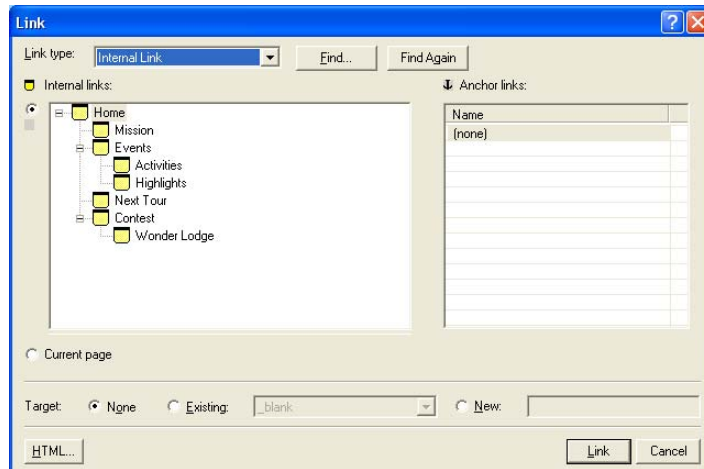 Link
Link type: Internal Link Find... Find Again
Internal links:
Anchor links:
Home
Mission
Events
Activities
Highlights
Next Tour
Contest
Wonder Lodge
Name
(none)
Current page
Target: None Existing: _blank New:
HTML... Link Cancel